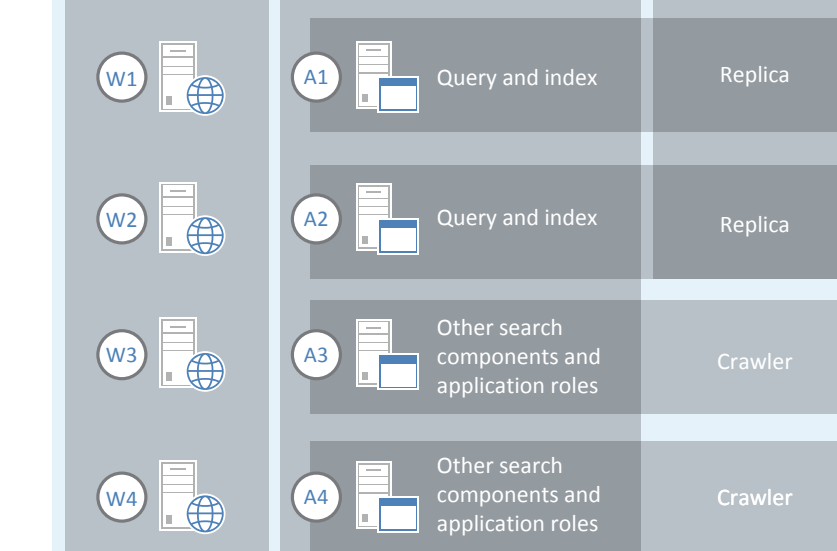 W1
A1
Query and index
Replica
W2
A2
Query and index
Replica
W3
A3
Other search
components and
application roles
Crawler
W4
A4
Other search
components and
application roles
Crawler